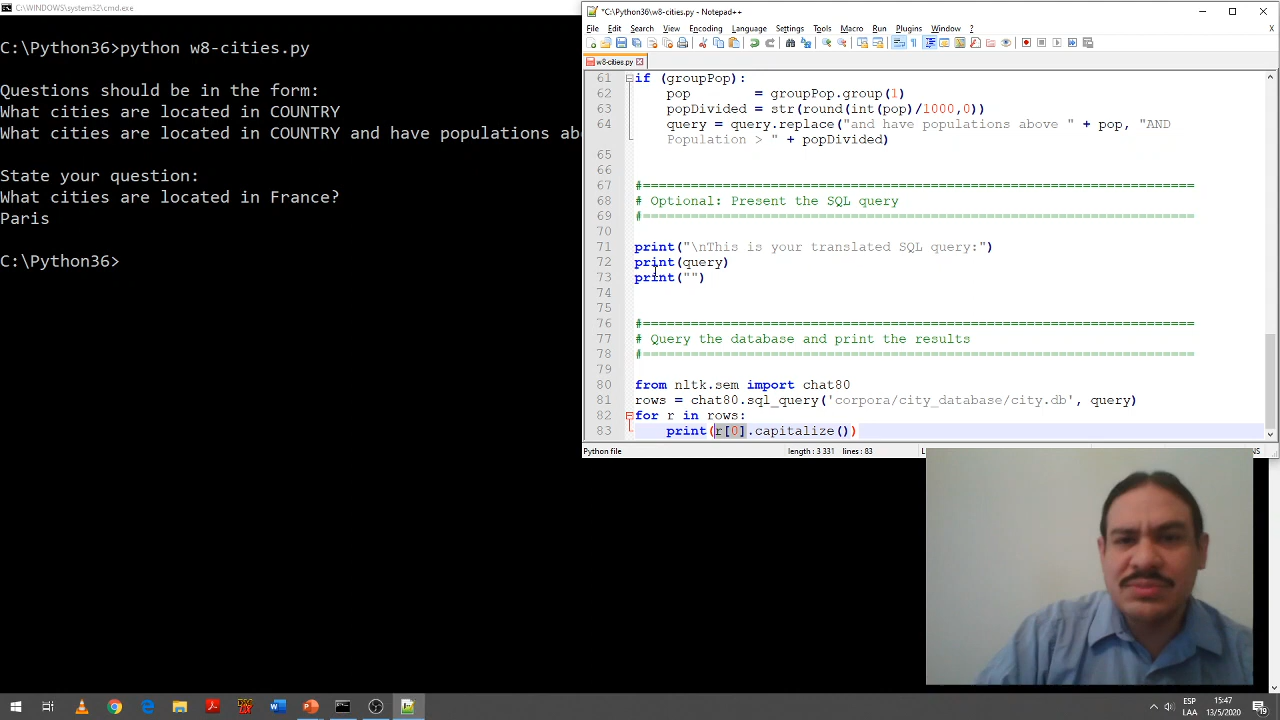 C:\WINDOWS\system32\cmd.exe
C:\Python36>python w8-cities.py
Questions should be in the form:
What cities are located in COUNTRY
What cities are located in COUNTRY and have populations abo
State your question:
What cities are located in France?
Paris
C:\Python36>
*C:\Python36\w8-cities.py - Notepad++
File Edit Search View Encoding Language Settings Tools Macro Run Plugins Window ? X
w8-cities.py
61 if (groupPop):
62 pop = groupPop.group(1)
63 popDivided = str(round(int(pop)/1000,0))
64 query = query.replace("and have populations above " + pop, "AND
Population > " + popDivided)
65
66
67 #=====================================================================
68 # Optional: Present the SQL query
69 #=====================================================================
70
71 print("\nThis is your translated SQL query:")
72 print(query)
73 print("")
74
75
76 #=====================================================================
77 # Query the database and print the results
78 #=====================================================================
79
80 from nltk.sem import chat80
81 rows = chat80.sql_query('corpora/city_database/city.db', query)
82 for r in rows:
83 print(r[0].capitalize())
Python file length : 3 331 lines : 83
ESP
LAA
15:47
13/5/2020